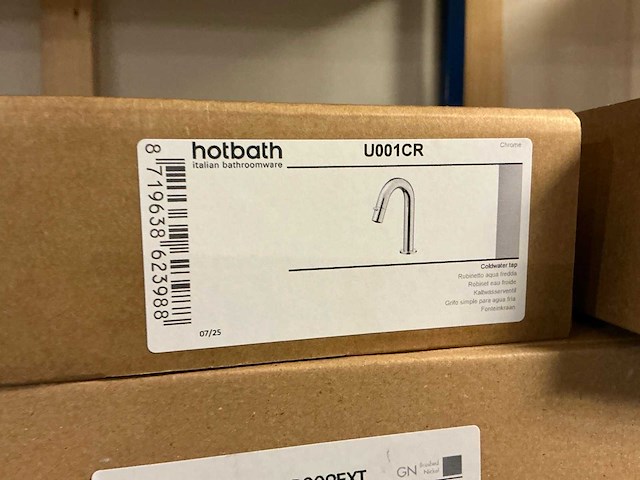 hotbath
italian bathroomware
U001CR
Chrome
8 719638 623988
Coldwater tap
Rubinetto aqua fredda
Robinet eau froide
Kaltwasserventil
Grifo simple para agua fria
Fonteinkraan
07/25
GN
Brushed
Nickel